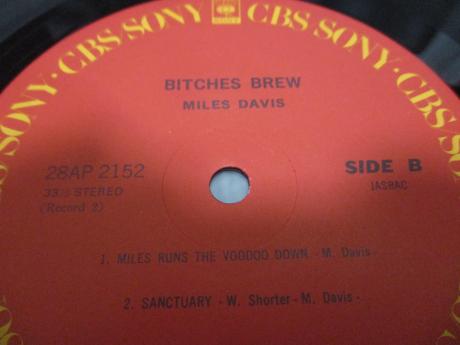 CBS/SONY · CBS/SONY · CBS SONY · CBS/SONY
BITCHES BREW
MILES DAVIS
28AP 2152
33⅓ STEREO
(Record 2)
SIDE B
JASRAC
1. MILES RUNS THE VOODOO DOWN -M. Davis-
2. SANCTUARY -W. Shorter-M. Davis-